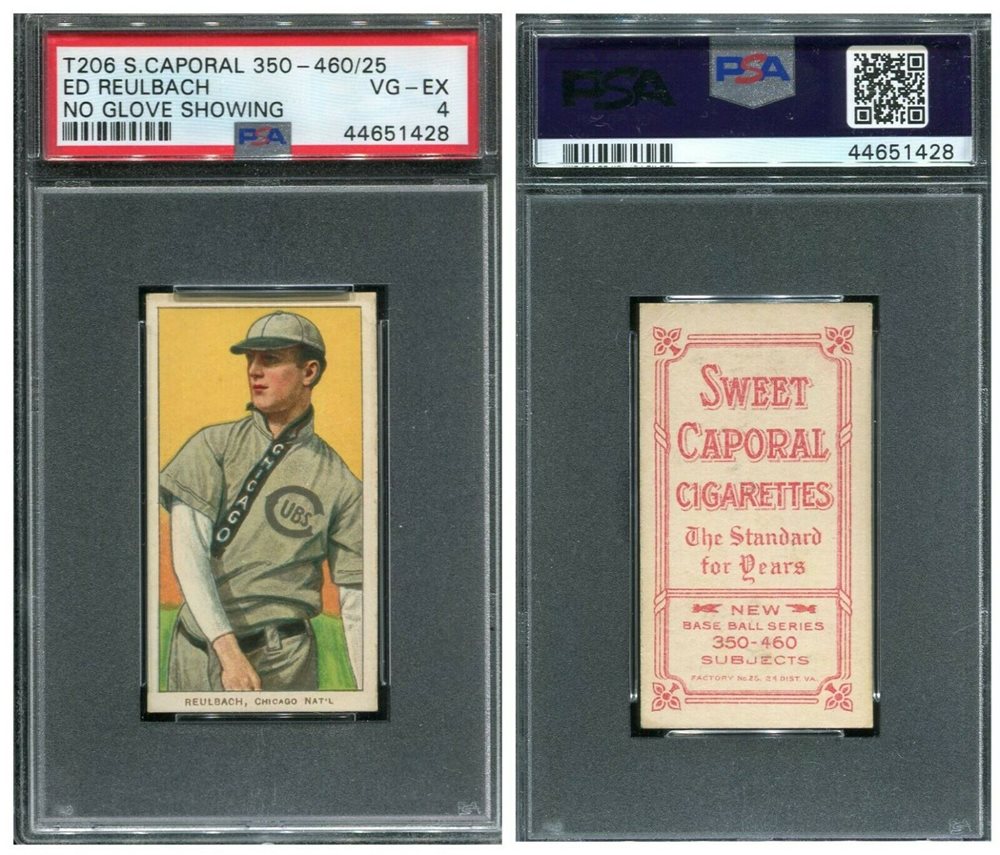 T206 S.CAPORAL 350-460/25
ED REULBACH VG-EX
NO GLOVE SHOWING 4
PSA 44651428
CHICAGO
CUBS
REULBACH, CHICAGO NAT'L
PSA PSA
44651428
SWEET
CAPORAL
CIGARETTES
The Standard
for Years
NEW
BASE BALL SERIES
350-460
SUBJECTS
FACTORY No. 25. 2d DIST. VA.